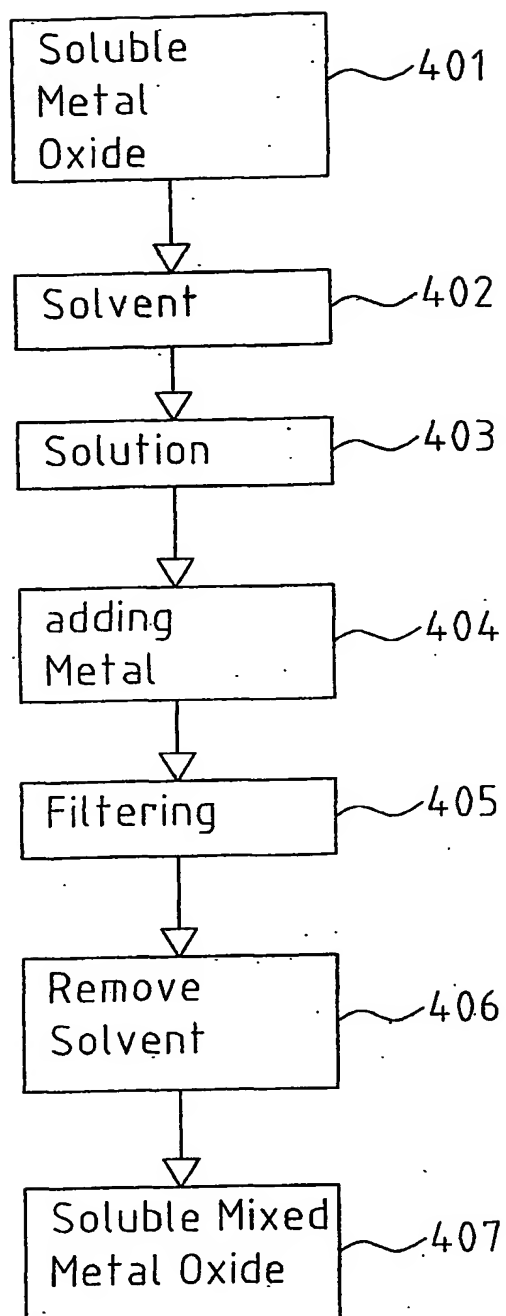 Soluble
Metal
Oxide
401
Solvent
402
Solution
403
adding
Metal
404
Filtering
405
Remove
Solvent
406
Soluble Mixed
Metal Oxide
407